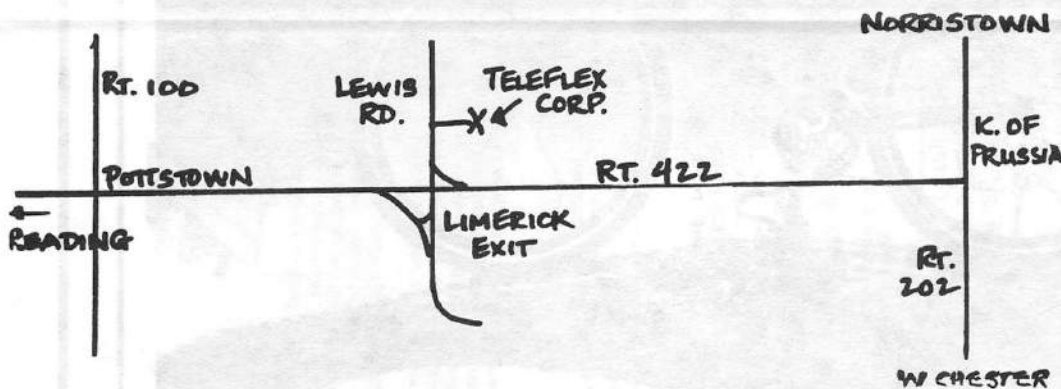 NORRISTOWN
RT. 100
LEWIS
RD.
TELEFLEX
CORP.
K. OF
PRUSSIA
POTTSTOWN
RT. 422
READING
LIMERICK
EXIT
RT.
202
W CHESTER